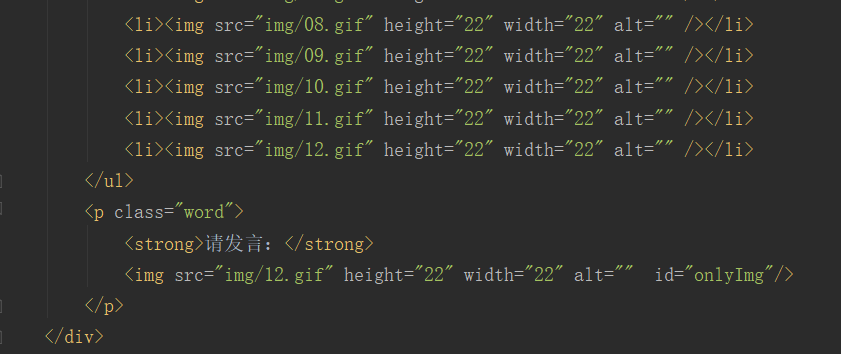 <li><img src="img/08.gif" height="22" width="22" alt="" /></li>
<li><img src="img/09.gif" height="22" width="22" alt="" /></li>
<li><img src="img/10.gif" height="22" width="22" alt="" /></li>
<li><img src="img/11.gif" height="22" width="22" alt="" /></li>
<li><img src="img/12.gif" height="22" width="22" alt="" /></li>
</ul>
<p class="word">
<strong>请发言：</strong>
<img src="img/12.gif" height="22" width="22" alt=""  id="onlyImg"/>
</p>
</div>